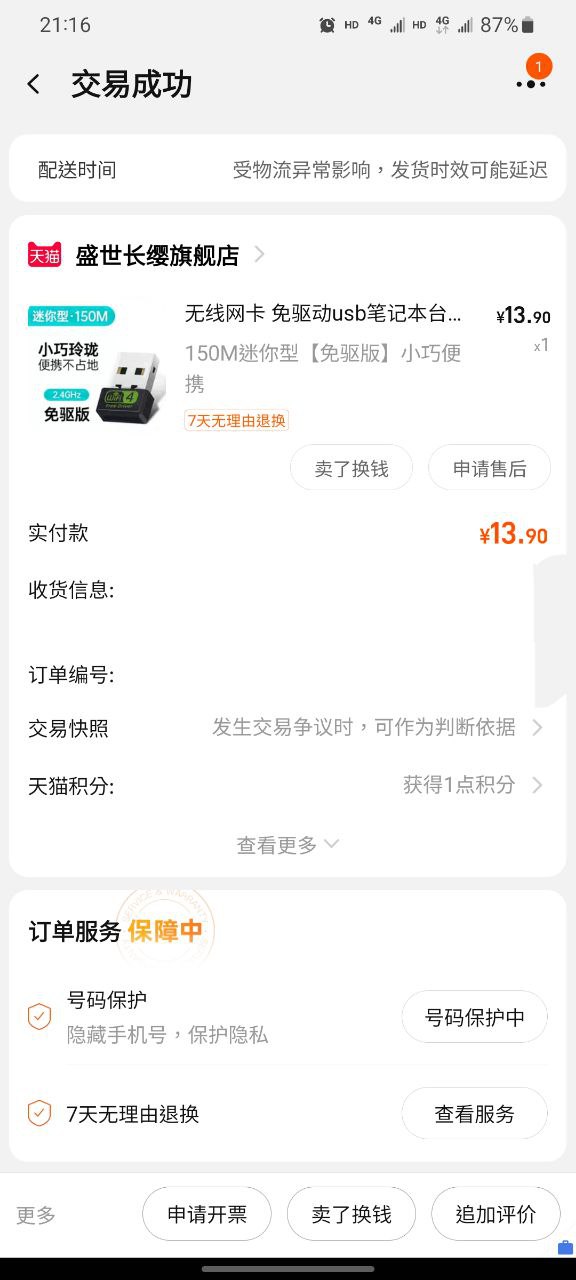 21:16
HD 4G HD 4G 87%
交易成功
1
配送时间
受物流异常影响，发货时效可能延迟
天猫 盛世长缨旗舰店
迷你型·150M
小巧玲珑
便携不占地
2.4GHz
免驱版
WiFi 4
Free Driver
无线网卡 免驱动usb笔记本台...
¥13.90
150M迷你型【免驱版】小巧便
携
x1
7天无理由退换
卖了换钱
申请售后
实付款
¥13.90
收货信息:
订单编号:
交易快照
发生交易争议时，可作为判断依据
天猫积分:
获得1点积分
查看更多
订单服务 保障中
号码保护
隐藏手机号，保护隐私
号码保护中
7天无理由退换
查看服务
更多
申请开票
卖了换钱
追加评价